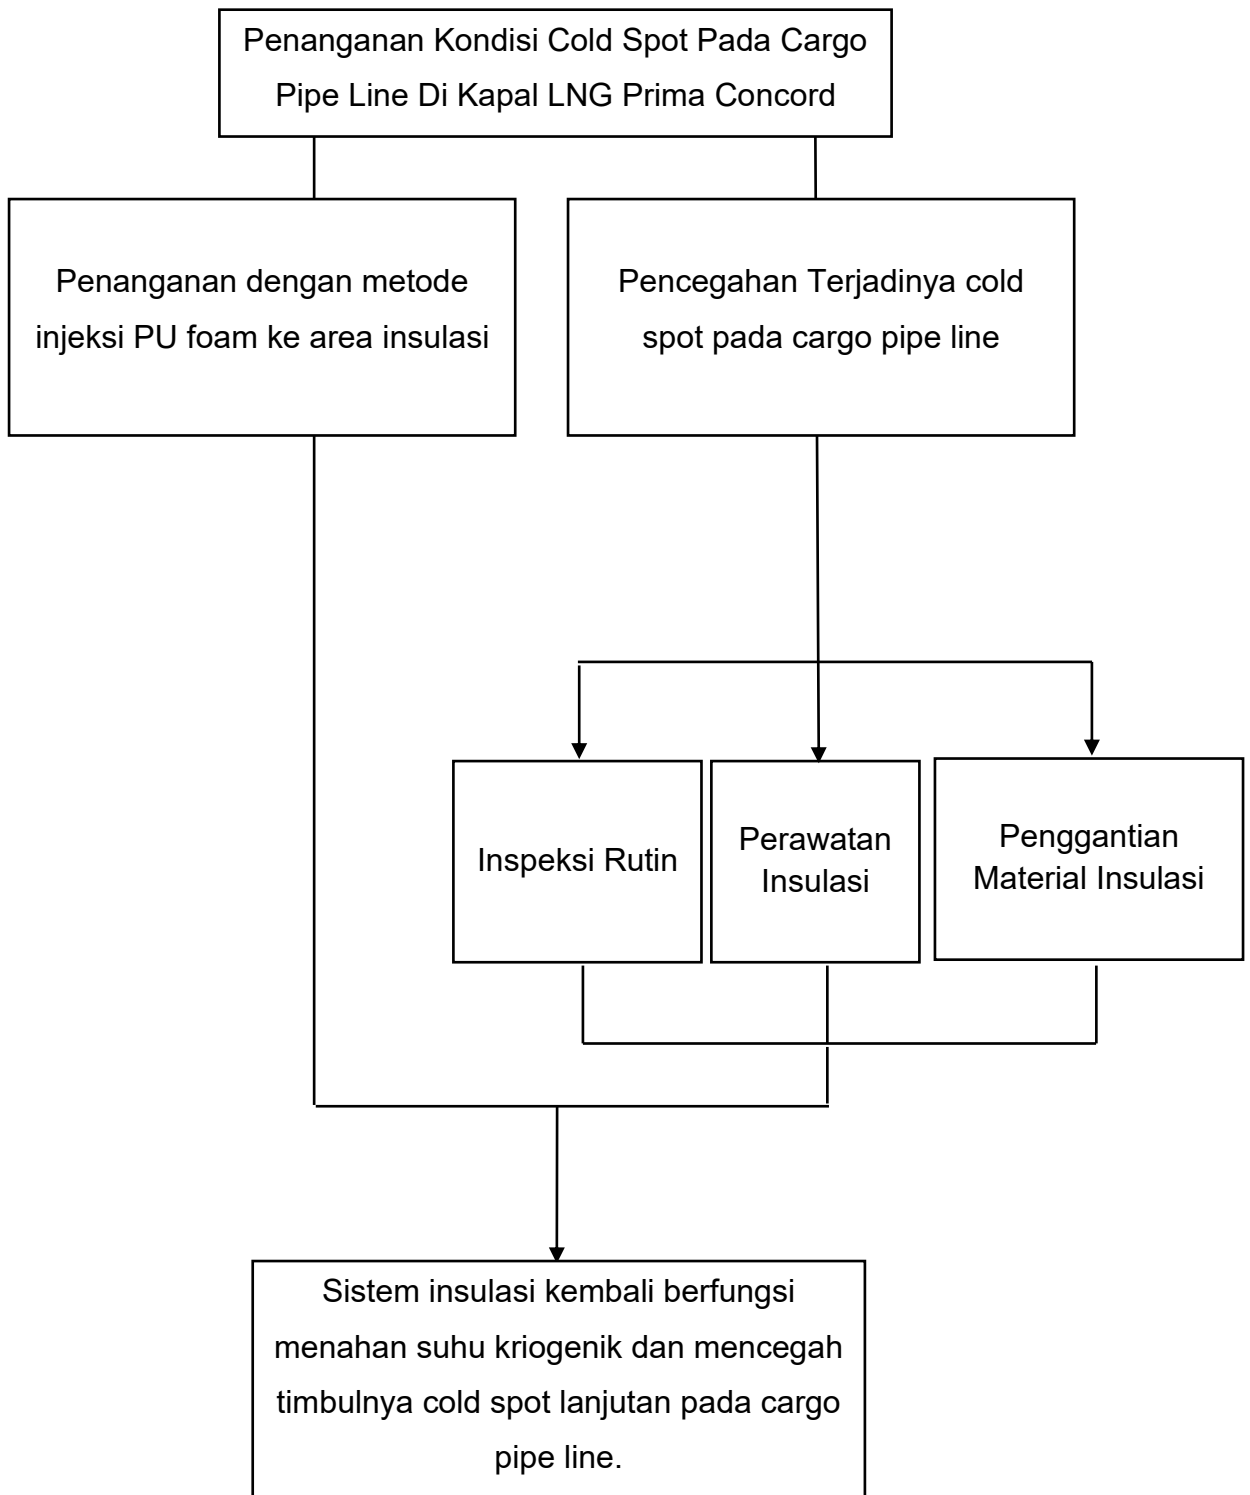 Penanganan Kondisi Cold Spot Pada Cargo
Pipe Line Di Kapal LNG Prima Concord
Penanganan dengan metode
injeksi PU foam ke area insulasi
Pencegahan Terjadinya cold
spot pada cargo pipe line
Inspeksi Rutin
Perawatan
Insulasi
Penggantian
Material Insulasi
Sistem insulasi kembali berfungsi
menahan suhu kriogenik dan mencegah
timbulnya cold spot lanjutan pada cargo
pipe line.